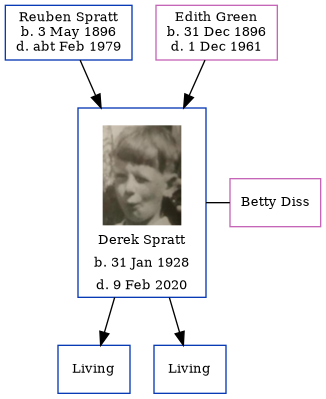 Reuben Spratt
b. 3 May 1896
d. abt Feb 1979
Edith Green
b. 31 Dec 1896
d. 1 Dec 1961
Derek Spratt
b. 31 Jan 1928
d. 9 Feb 2020
Betty Diss
Living
Living